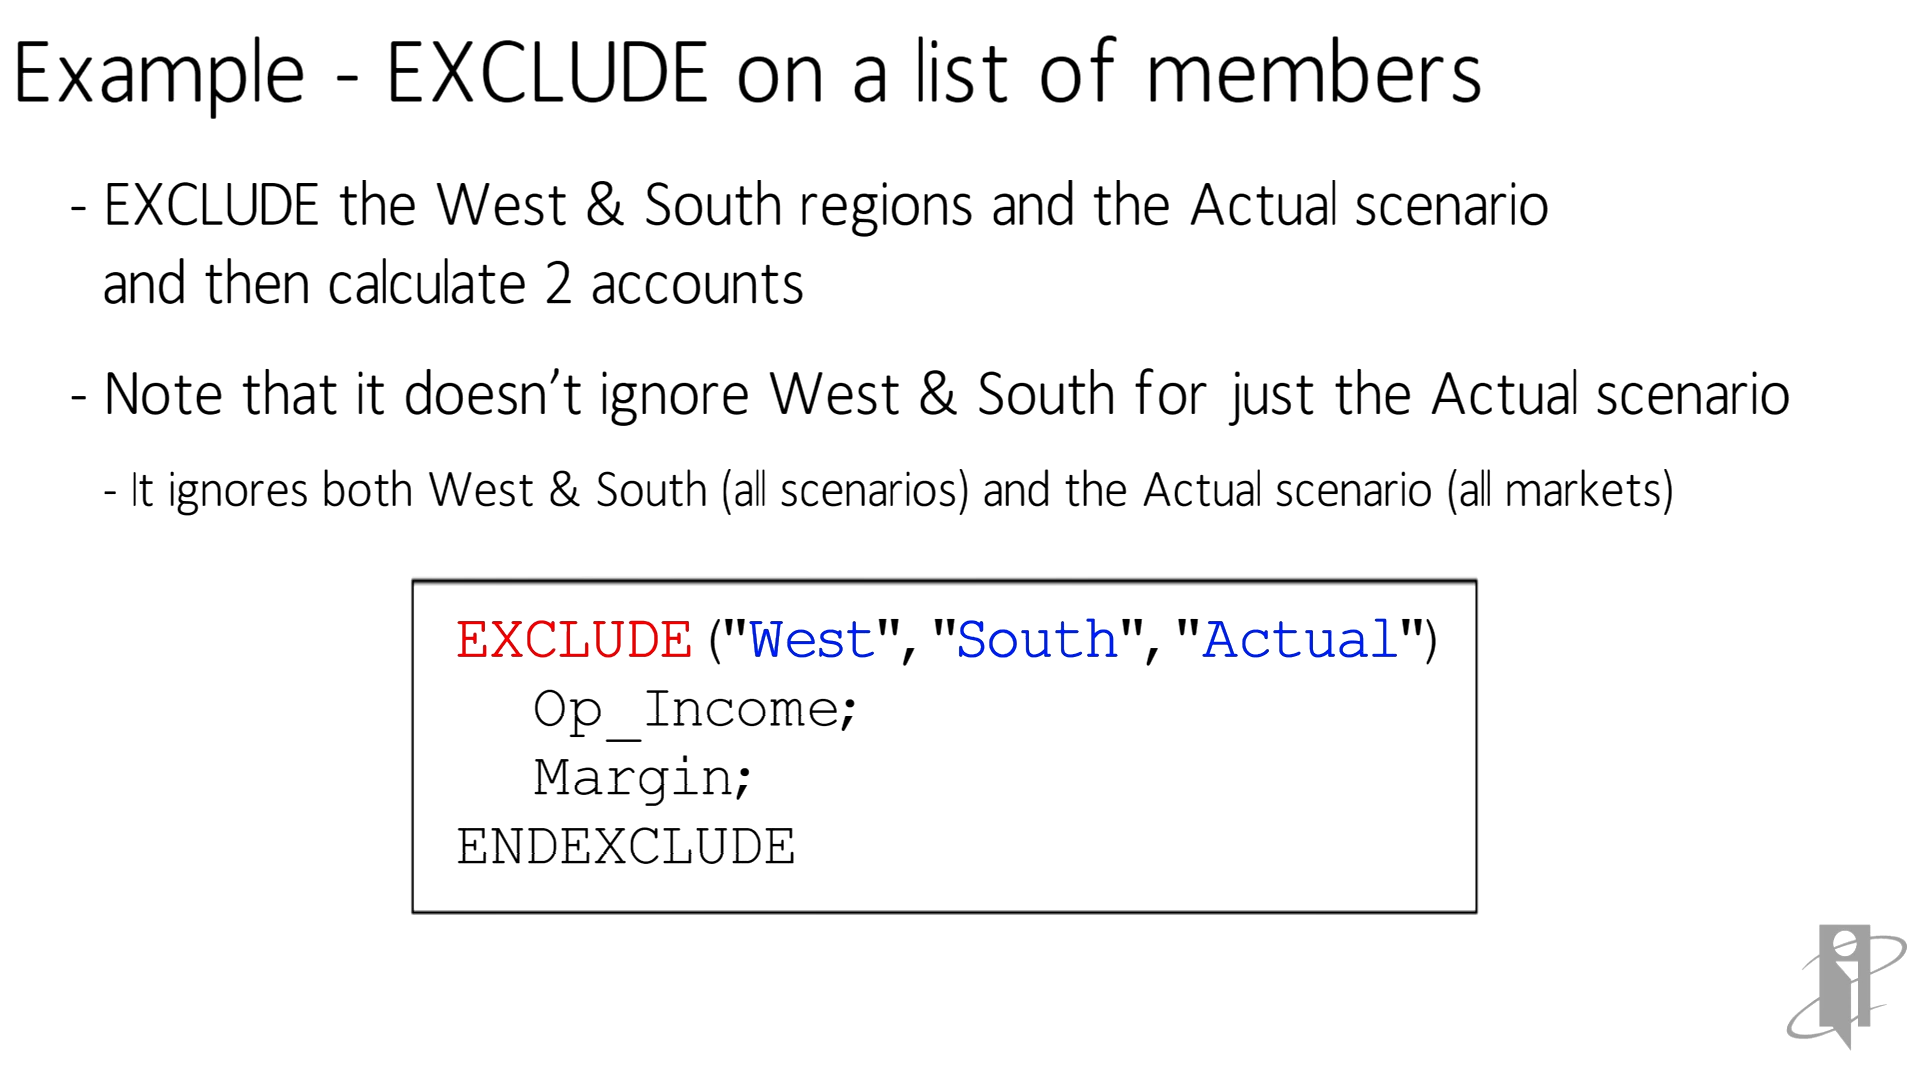 Example - EXCLUDE on a list of members
- EXCLUDE the West & South regions and the Actual scenario
and then calculate 2 accounts
- Note that it doesn’t ignore West & South for just the Actual scenario
- It ignores both West & South (all scenarios) and the Actual scenario (all markets)
EXCLUDE ("West", "South", "Actual")
Op_Income;
Margin;
ENDEXCLUDE